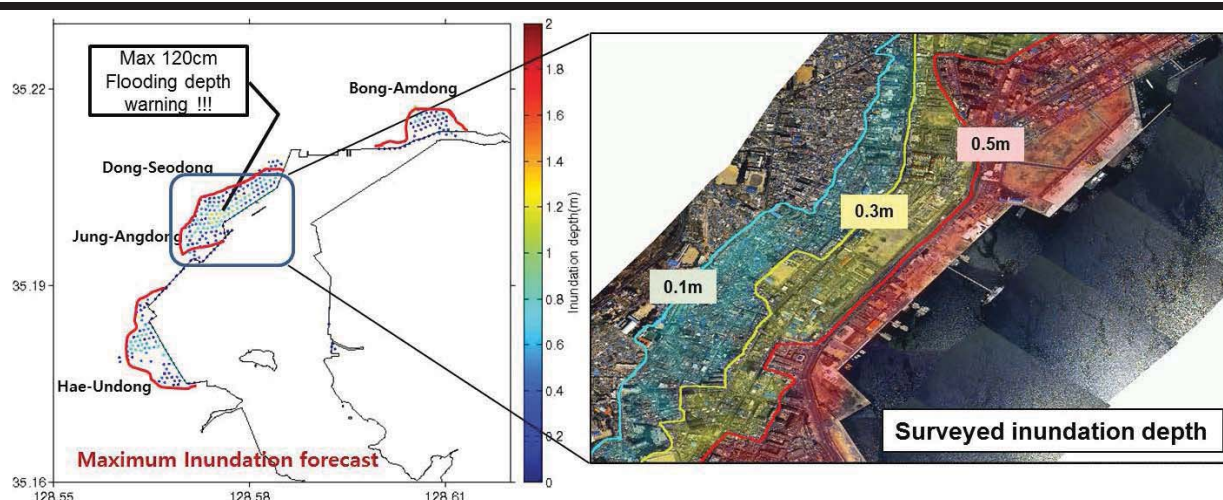 Max 120cm
Flooding depth
warning !!!
Bong-Amdong
Dong-Seodong
Jung-Angdong
Hae-Undong
Maximum Inundation forecast
35.22
35.19
35.16
128.55
128.58
128.61
2
1.8
1.6
1.4
1.2
1
0.8
0.6
0.4
0.2
0
Inundation depth(m)
0.5m
0.3m
0.1m
Surveyed inundation depth